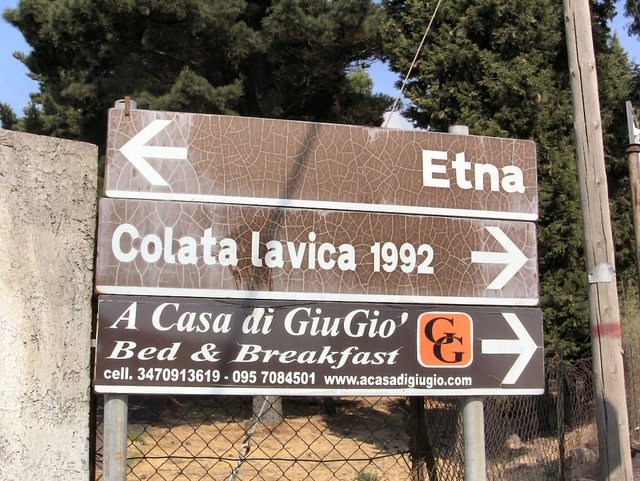 Etna
Colata lavica 1992
A Casa di GiuGio'
Bed & Breakfast
GG
cell. 3470913619 - 095 7084501 www.acasadigiugio.com